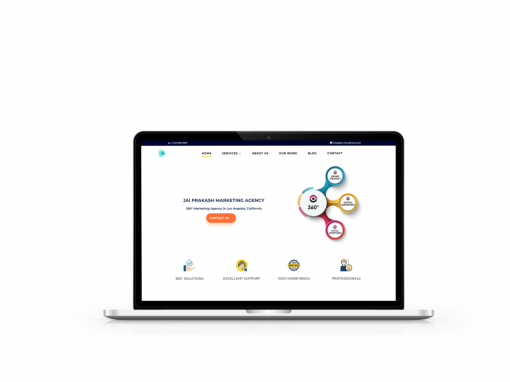 HOME SERVICES ABOUT US OUR WORK BLOG CONTACT
JAI PRAKASH MARKETING AGENCY
360° Marketing Agency in Los Angeles, California
CONTACT US
360°
360° SOLUTIONS EXCELLENT SUPPORT 100% MONEYBACK PROFESSIONALS